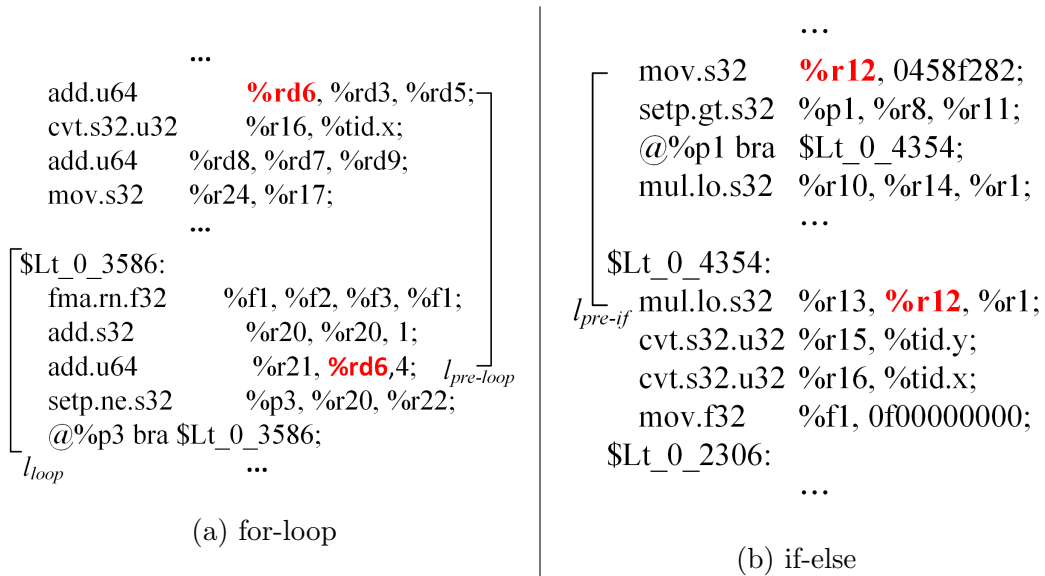 ...
add.u64 %rd6, %rd3, %rd5;
cvt.s32.u32 %r16, %tid.x;
add.u64 %rd8, %rd7, %rd9;
mov.s32 %r24, %r17;
...
$Lt_0_3586:
fma.rn.f32 %f1, %f2, %f3, %f1;
add.s32 %r20, %r20, 1;
add.u64 %r21, %rd6,4; lpre-loop
setp.ne.s32 %p3, %r20, %r22;
@%p3 bra $Lt_0_3586;
lloop ...
(a) for-loop
...
mov.s32 %r12, 0458f282;
setp.gt.s32 %p1, %r8, %r11;
@%p1 bra $Lt_0_4354;
mul.lo.s32 %r10, %r14, %r1;
...
$Lt_0_4354:
lpre-if mul.lo.s32 %r13, %r12, %r1;
cvt.s32.u32 %r15, %tid.y;
cvt.s32.u32 %r16, %tid.x;
mov.f32 %f1, 0f00000000;
$Lt_0_2306:
...
(b) if-else